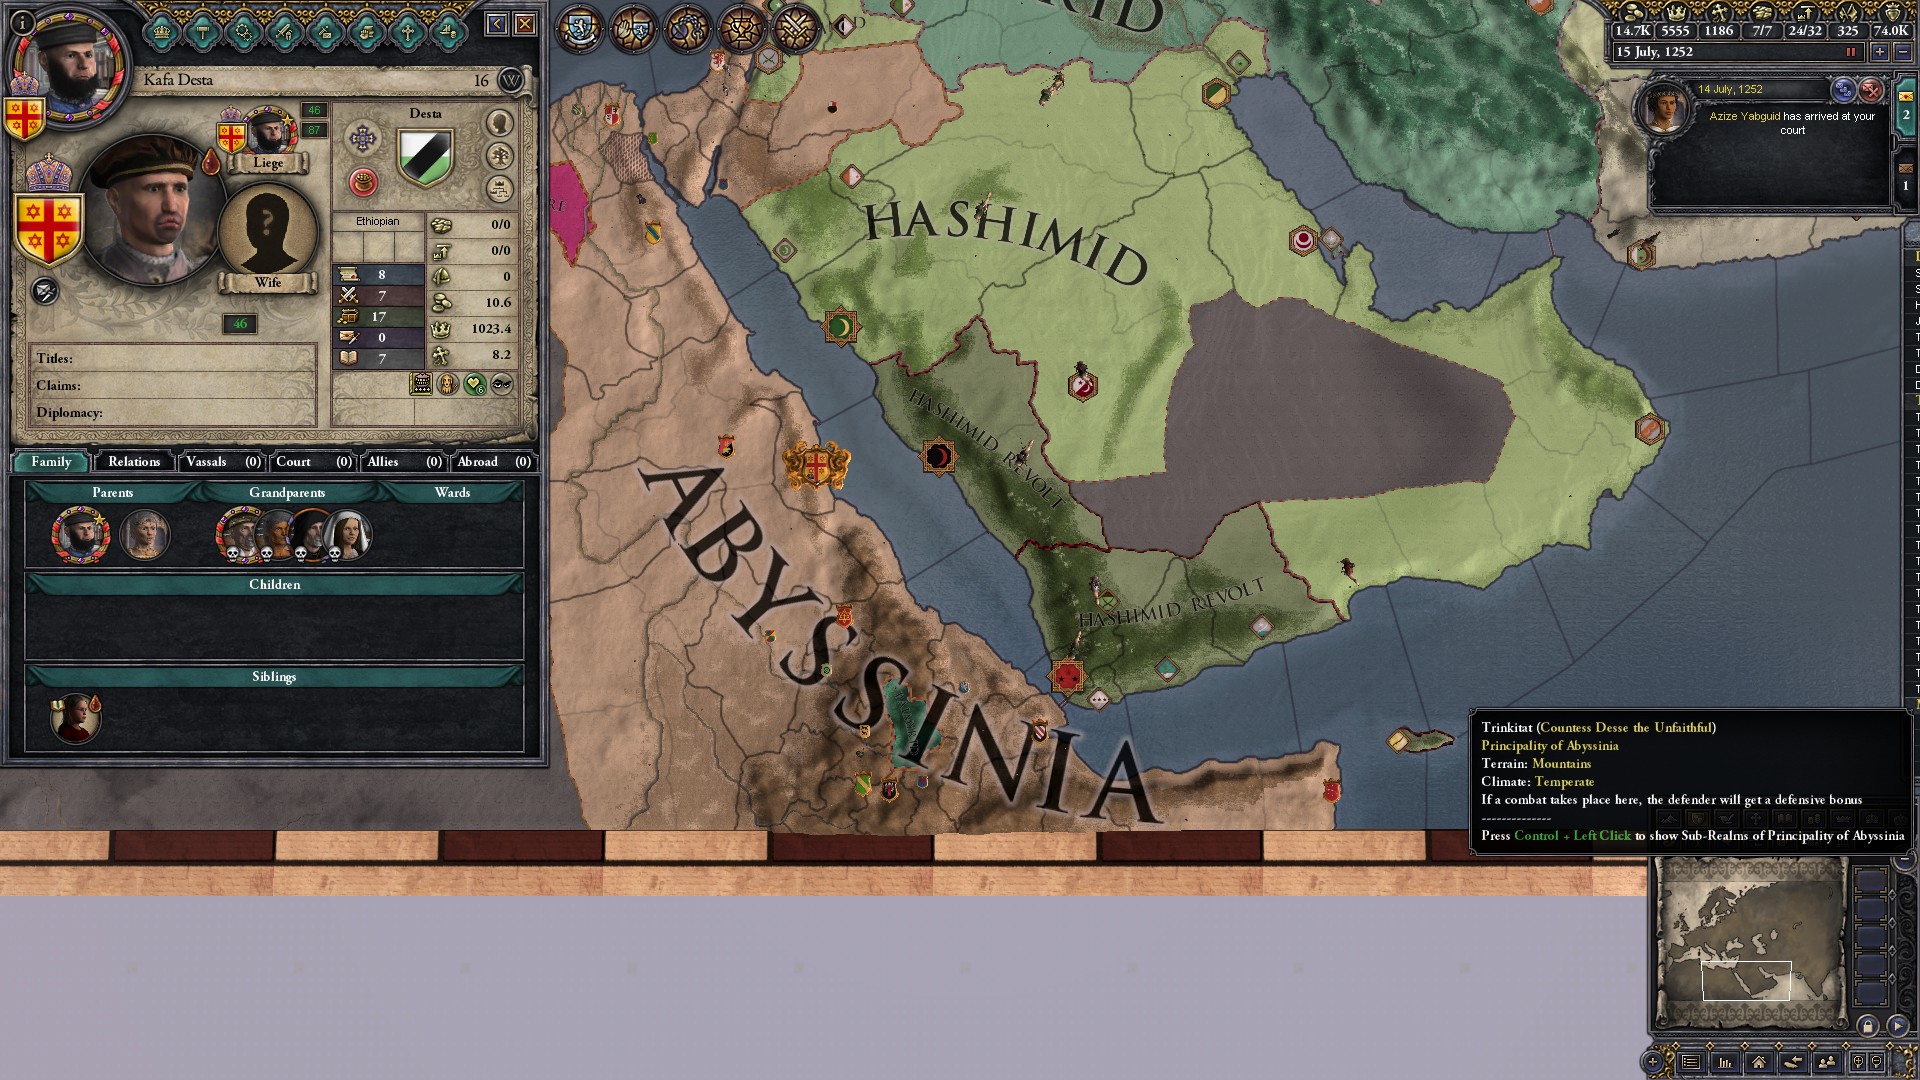 Kafa Desta
16
46
87
Liege
Desta
Wife
46
Ethiopian
8
7
17
0
7
0/0
0/0
0
10.6
1023.4
8.2
Titles:
Claims:
Diplomacy:
Family
Relations
Vassals (0)
Court (0)
Allies (0)
Abroad (0)
Parents
Grandparents
Wards
Children
Siblings
HASHIMID
HASHIMID REVOLT
HASHIMID REVOLT
ABYSSINIA
14.7K
5555
1186
7/7
24/32
325
74.0K
15 July, 1252
14 July, 1252
Azize Yabguid has arrived at your
court
2
1
Trinkitat (Countess Desse the Unfaithful)
Principality of Abyssinia
Terrain: Mountains
Climate: Temperate
If a combat takes place here, the defender will get a defensive bonus
--------------
Press Control + Left Click to show Sub-Realms of Principality of Abyssinia